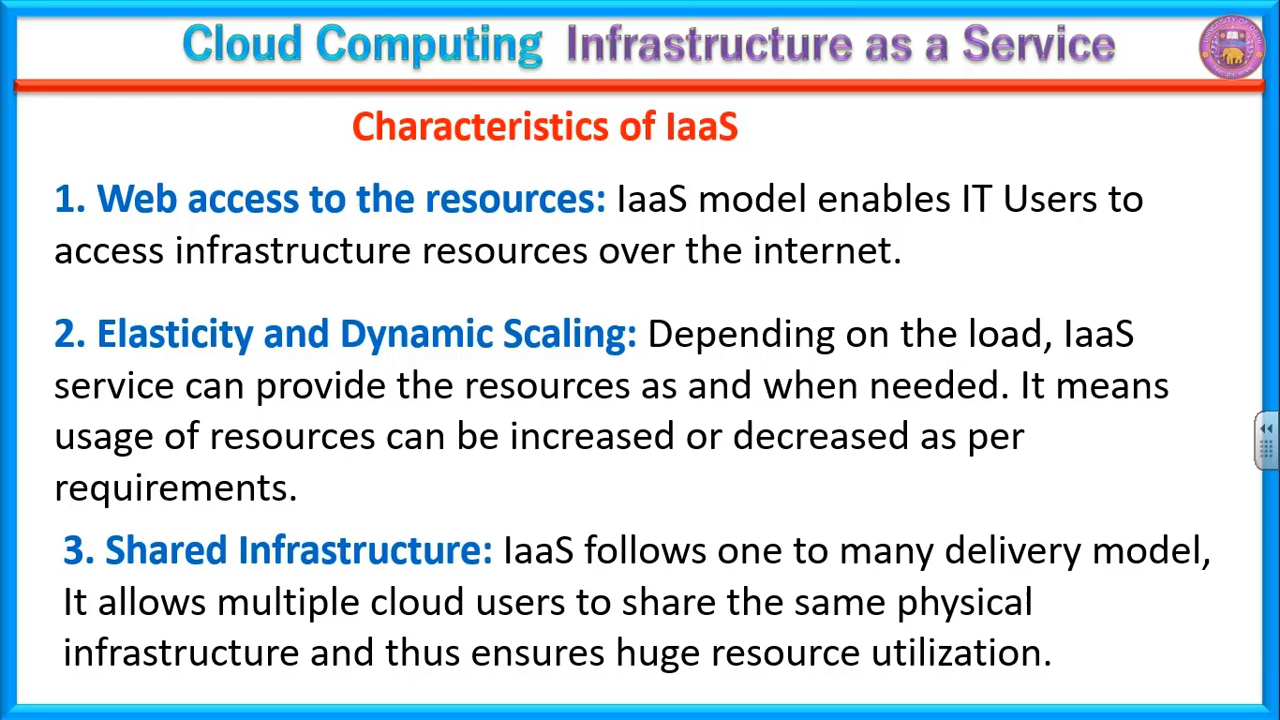 Cloud Computing Infrastructure as a Service
Characteristics of IaaS
1. Web access to the resources: IaaS model enables IT Users to
access infrastructure resources over the internet.
2. Elasticity and Dynamic Scaling: Depending on the load, IaaS
service can provide the resources as and when needed. It means
usage of resources can be increased or decreased as per
requirements.
3. Shared Infrastructure: IaaS follows one to many delivery model,
It allows multiple cloud users to share the same physical
infrastructure and thus ensures huge resource utilization.